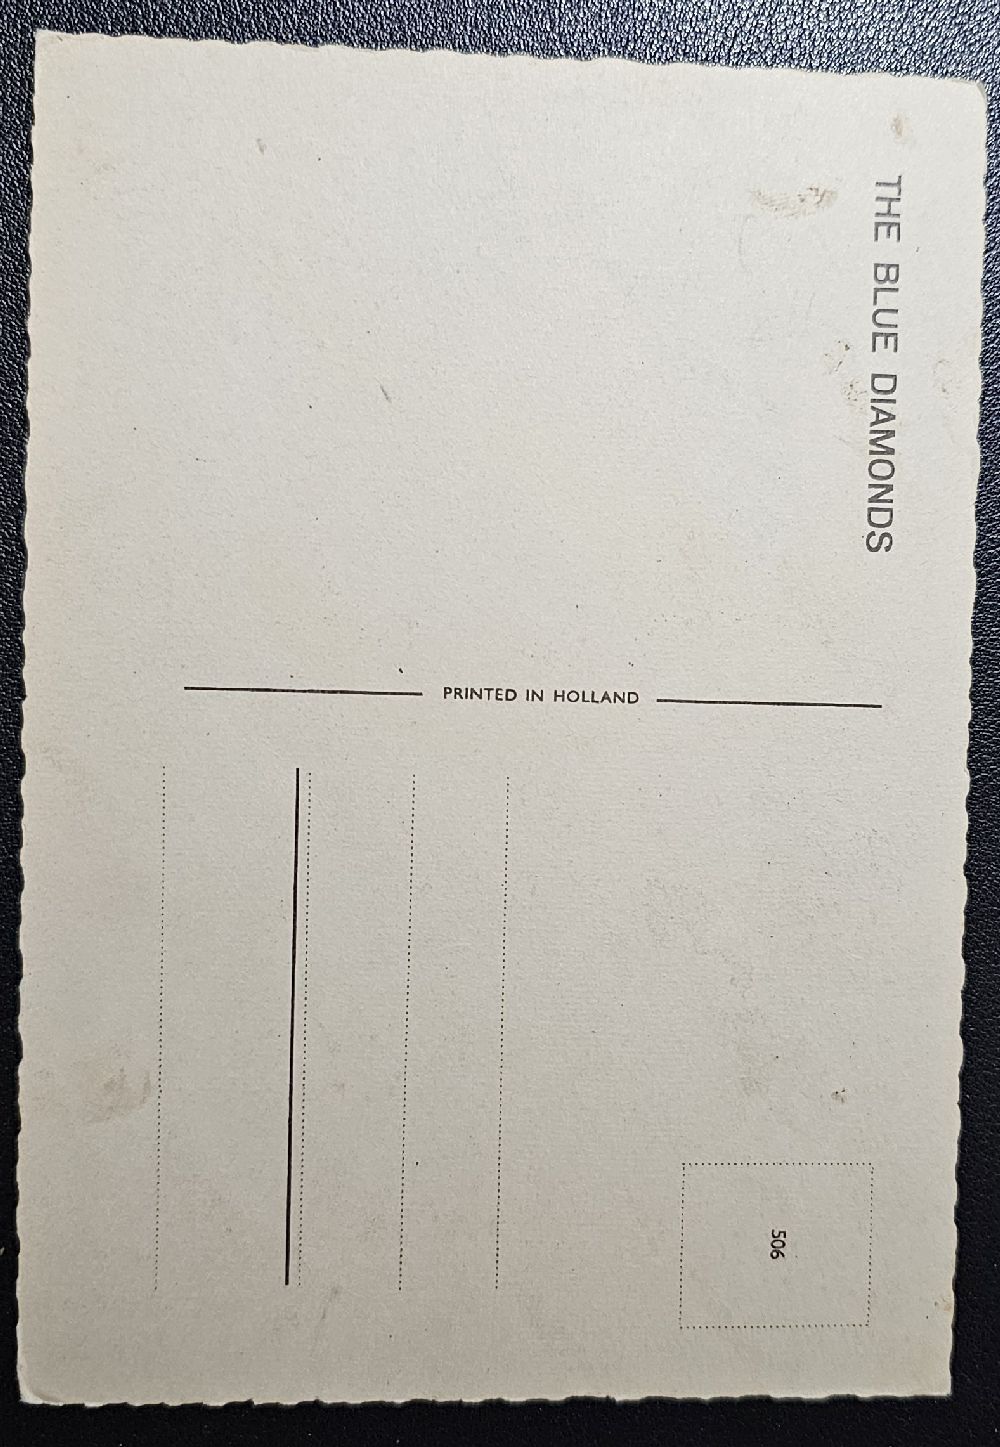 THE BLUE DIAMONDS
PRINTED IN HOLLAND
506